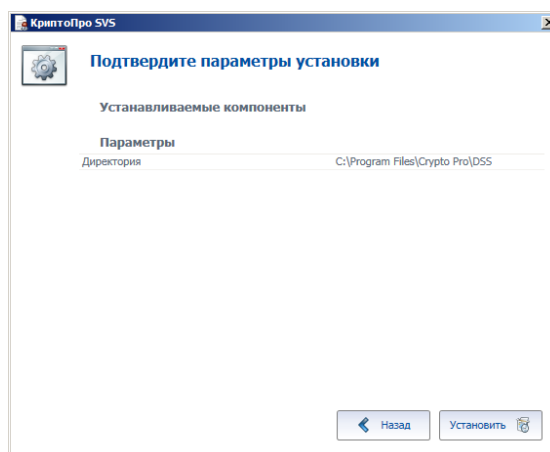 КриптоПро SVS
Подтвердите параметры установки
Устанавливаемые компоненты
Параметры
Директория C:\Program Files\Crypto Pro\DSS
Назад Установить